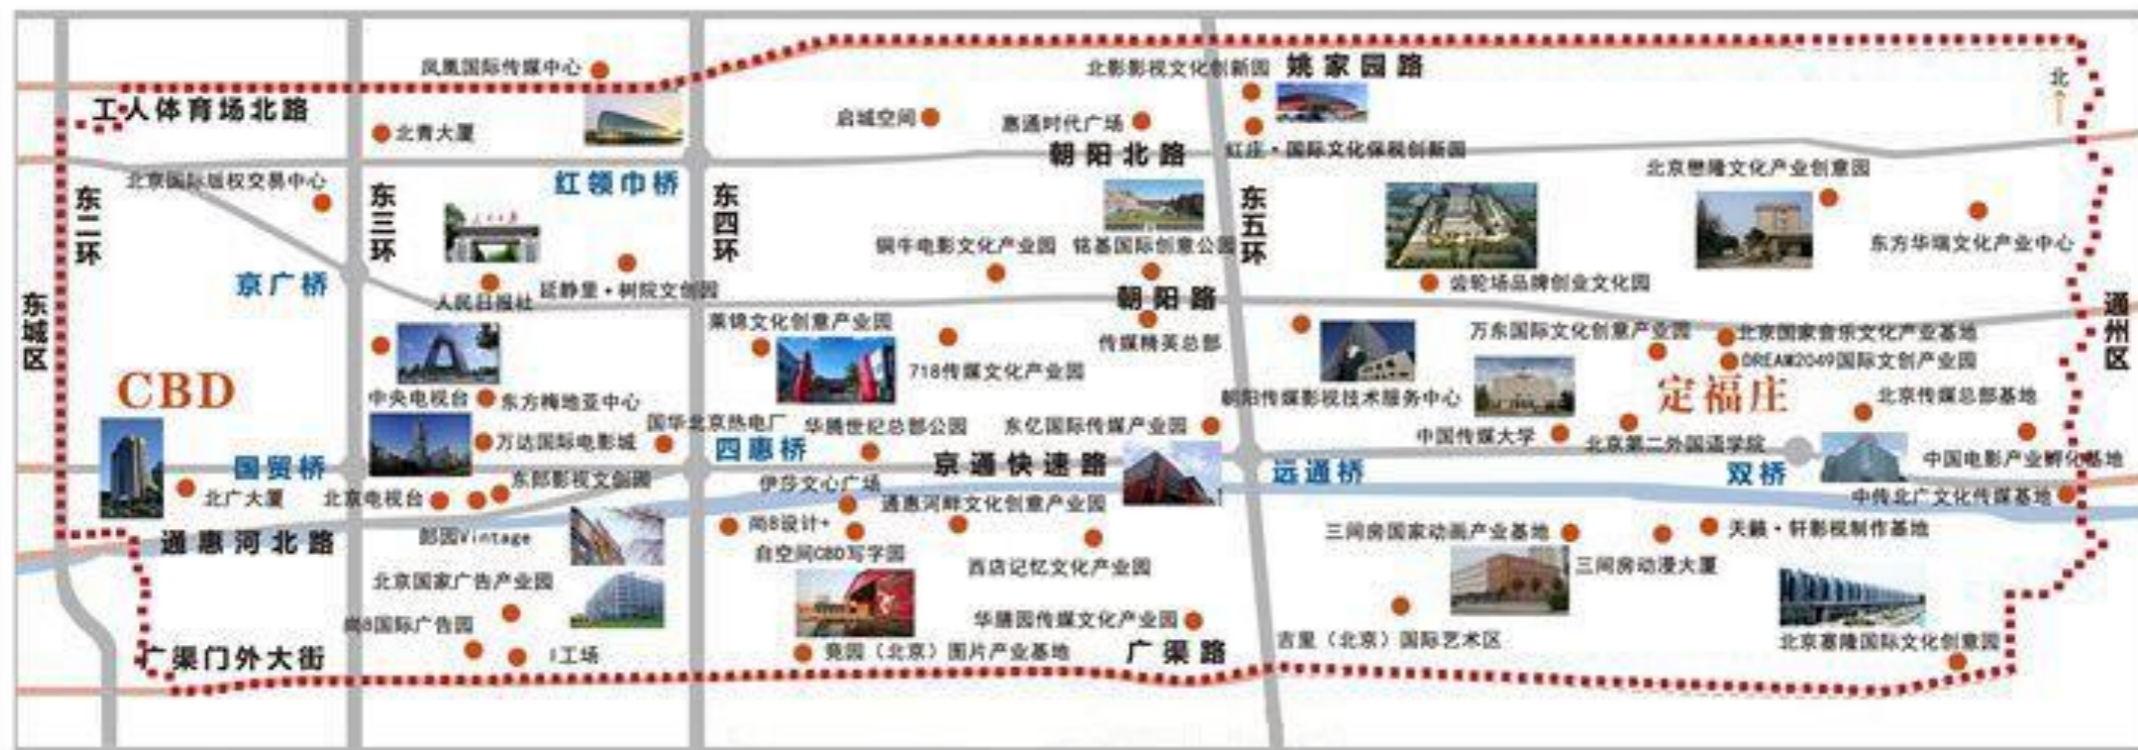 凤凰国际传媒中心
北影影视文化创新园
姚家园路
北
工人体育场北路
北青大厦
启城空间
惠通时代广场
朝阳北路
红庄·国际文化保税创新园
北京懋隆文化产业创意园
北京国际版权交易中心
红领巾桥
东二环
东三环
东四环
东五环
铜牛电影文化产业园
铭基国际创意公园
东方华瑞文化产业中心
京广桥
人民日报社
延静里·树院文创园
朝阳路
齿轮场品牌创业文化园
东城区
通州区
莱锦文化创意产业园
传媒精英总部
万东国际文化创意产业园
北京国家音乐文化产业基地
DREAM2049国际文创产业园
718传媒文化产业园
CBD
定福庄
中央电视台
东方梅地亚中心
朝阳传媒影视技术服务中心
北京传媒总部基地
国华北京热电厂
华腾世纪总部公园
东亿国际传媒产业园
中国传媒大学
北京第二外国语学院
万达国际电影城
四惠桥
京通快速路
国贸桥
远通桥
双桥
中国电影产业孵化基地
东郎影视文创园
伊莎文心广场
北广大厦
北京电视台
通惠河畔文化创意产业园
中传北广文化传媒基地
尚8设计+
通惠河北路
郎园Vintage
三间房国家动画产业基地
天籁·轩影视制作基地
自空间CBD写字园
西店记忆文化产业园
三间房动漫大厦
北京国家广告产业园
尚8国际广告园
华膳园传媒文化产业园
吉里（北京）国际艺术区
北京塞隆国际文化创意园
广渠门外大街
I工场
竞园（北京）图片产业基地
广渠路